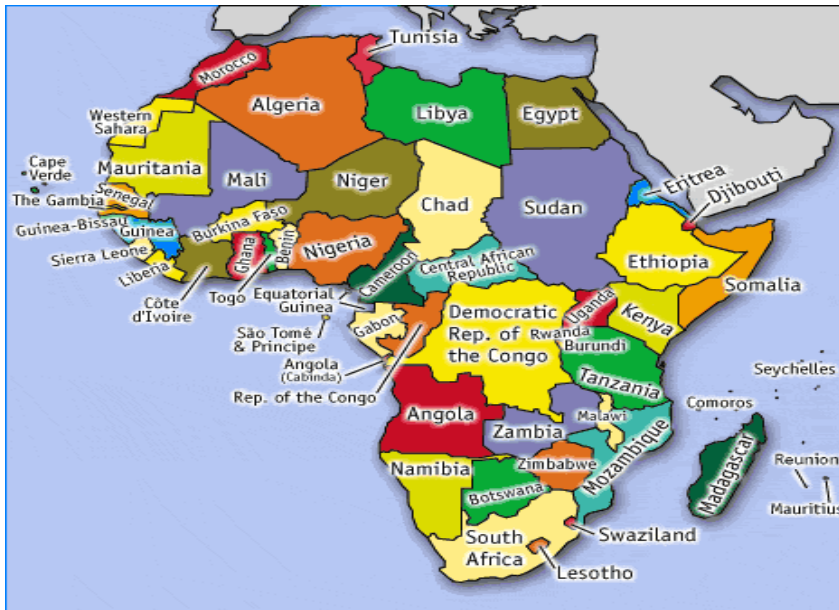 Tunisia
Morocco
Algeria
Libya
Egypt
Western
Sahara
Mauritania
Mali
Niger
Chad
Sudan
Eritrea
Djibouti
Cape
Verde
Senegal
The Gambia
Guinea-Bissau
Guinea
Sierra Leone
Liberia
Burkina Faso
Ghana
Benin
Nigeria
Cameroon
Central African
Republic
Ethiopia
Somalia
Côte
d'Ivoire
Togo
Equatorial
Guinea
São Tomé
& Principe
Gabon
Democratic
Rep. of
the Congo
Uganda
Kenya
Rwanda
Burundi
Angola
(Cabinda)
Rep. of the Congo
Tanzania
Seychelles
Comoros
Angola
Zambia
Malawi
Mozambique
Madagascar
Reunion
Mauritius
Namibia
Zimbabwe
Botswana
South
Africa
Swaziland
Lesotho